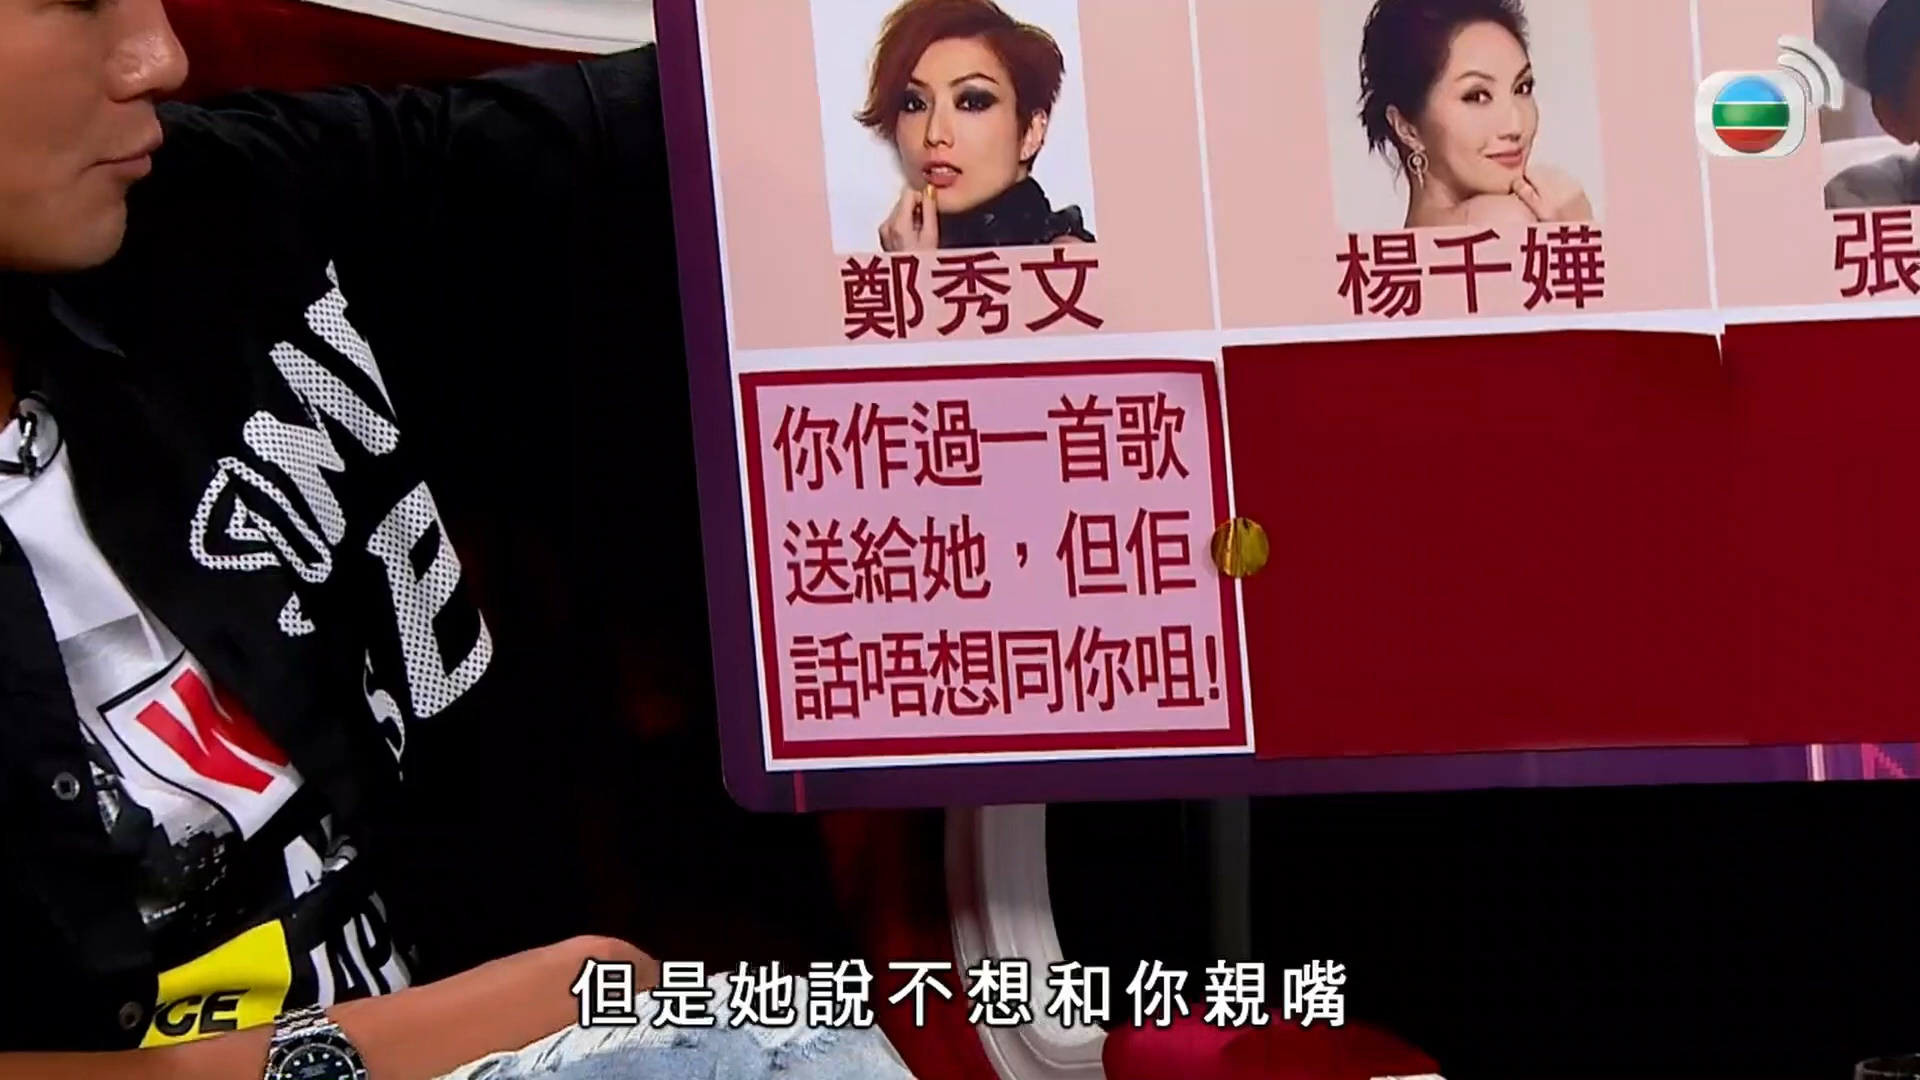 鄭秀文
楊千嬅
張
你作過一首歌
送給她，但佢
話唔想同你咀!
但是她說不想和你親嘴